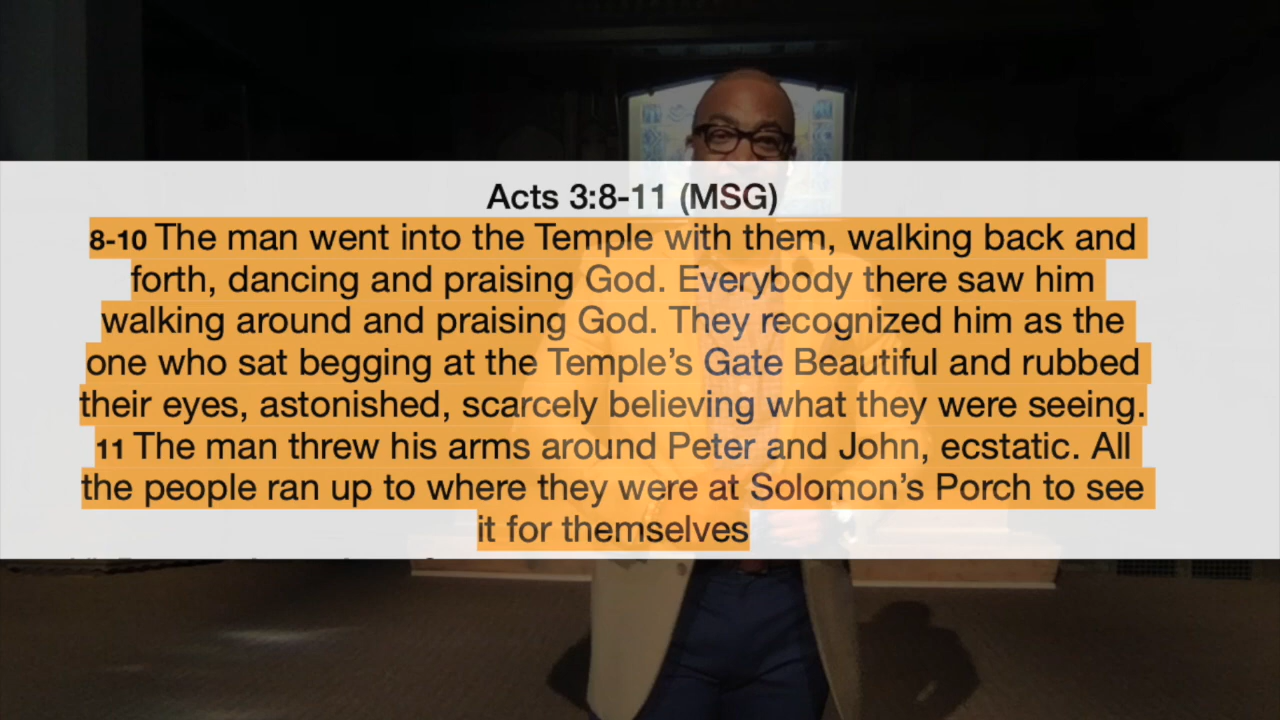 Acts 3:8-11 (MSG)
8-10 The man went into the Temple with them, walking back and
forth, dancing and praising God. Everybody there saw him
walking around and praising God. They recognized him as the
one who sat begging at the Temple’s Gate Beautiful and rubbed
their eyes, astonished, scarcely believing what they were seeing.
11 The man threw his arms around Peter and John, ecstatic. All
the people ran up to where they were at Solomon’s Porch to see
it for themselves